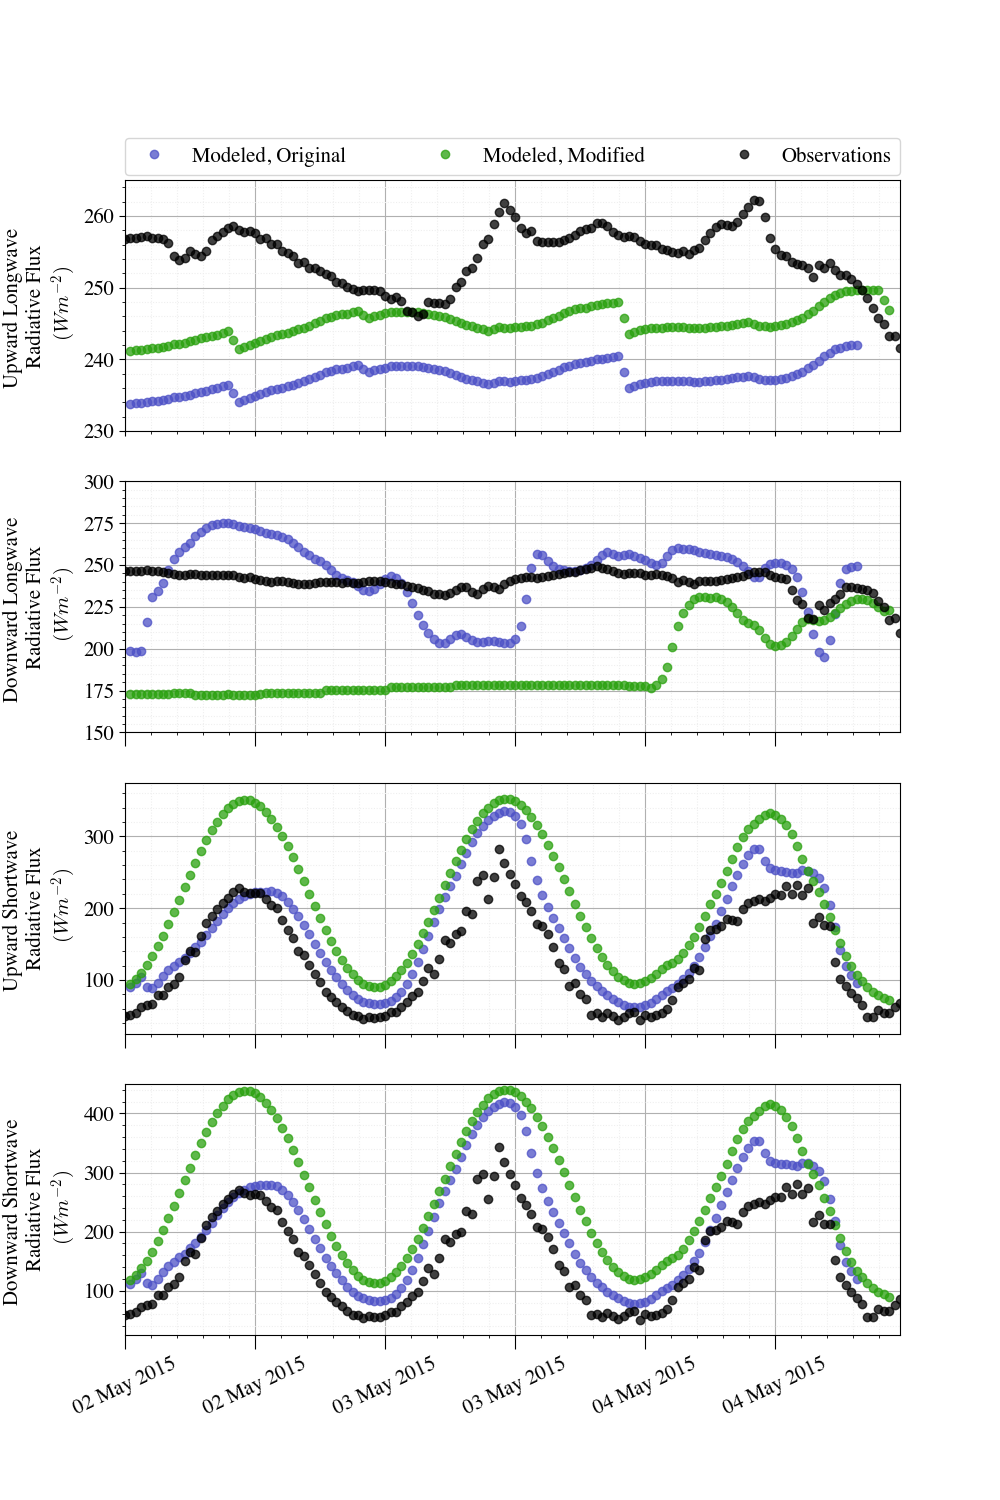 Modeled, Original
Modeled, Modified
Observations
Upward Longwave
Radiative Flux
(Wm⁻²)
260
250
240
230
Downward Longwave
Radiative Flux
(Wm⁻²)
300
275
250
225
200
175
150
Upward Shortwave
Radiative Flux
(Wm⁻²)
300
200
100
Downward Shortwave
Radiative Flux
(Wm⁻²)
400
300
200
100
02 May 2015
02 May 2015
03 May 2015
03 May 2015
04 May 2015
04 May 2015